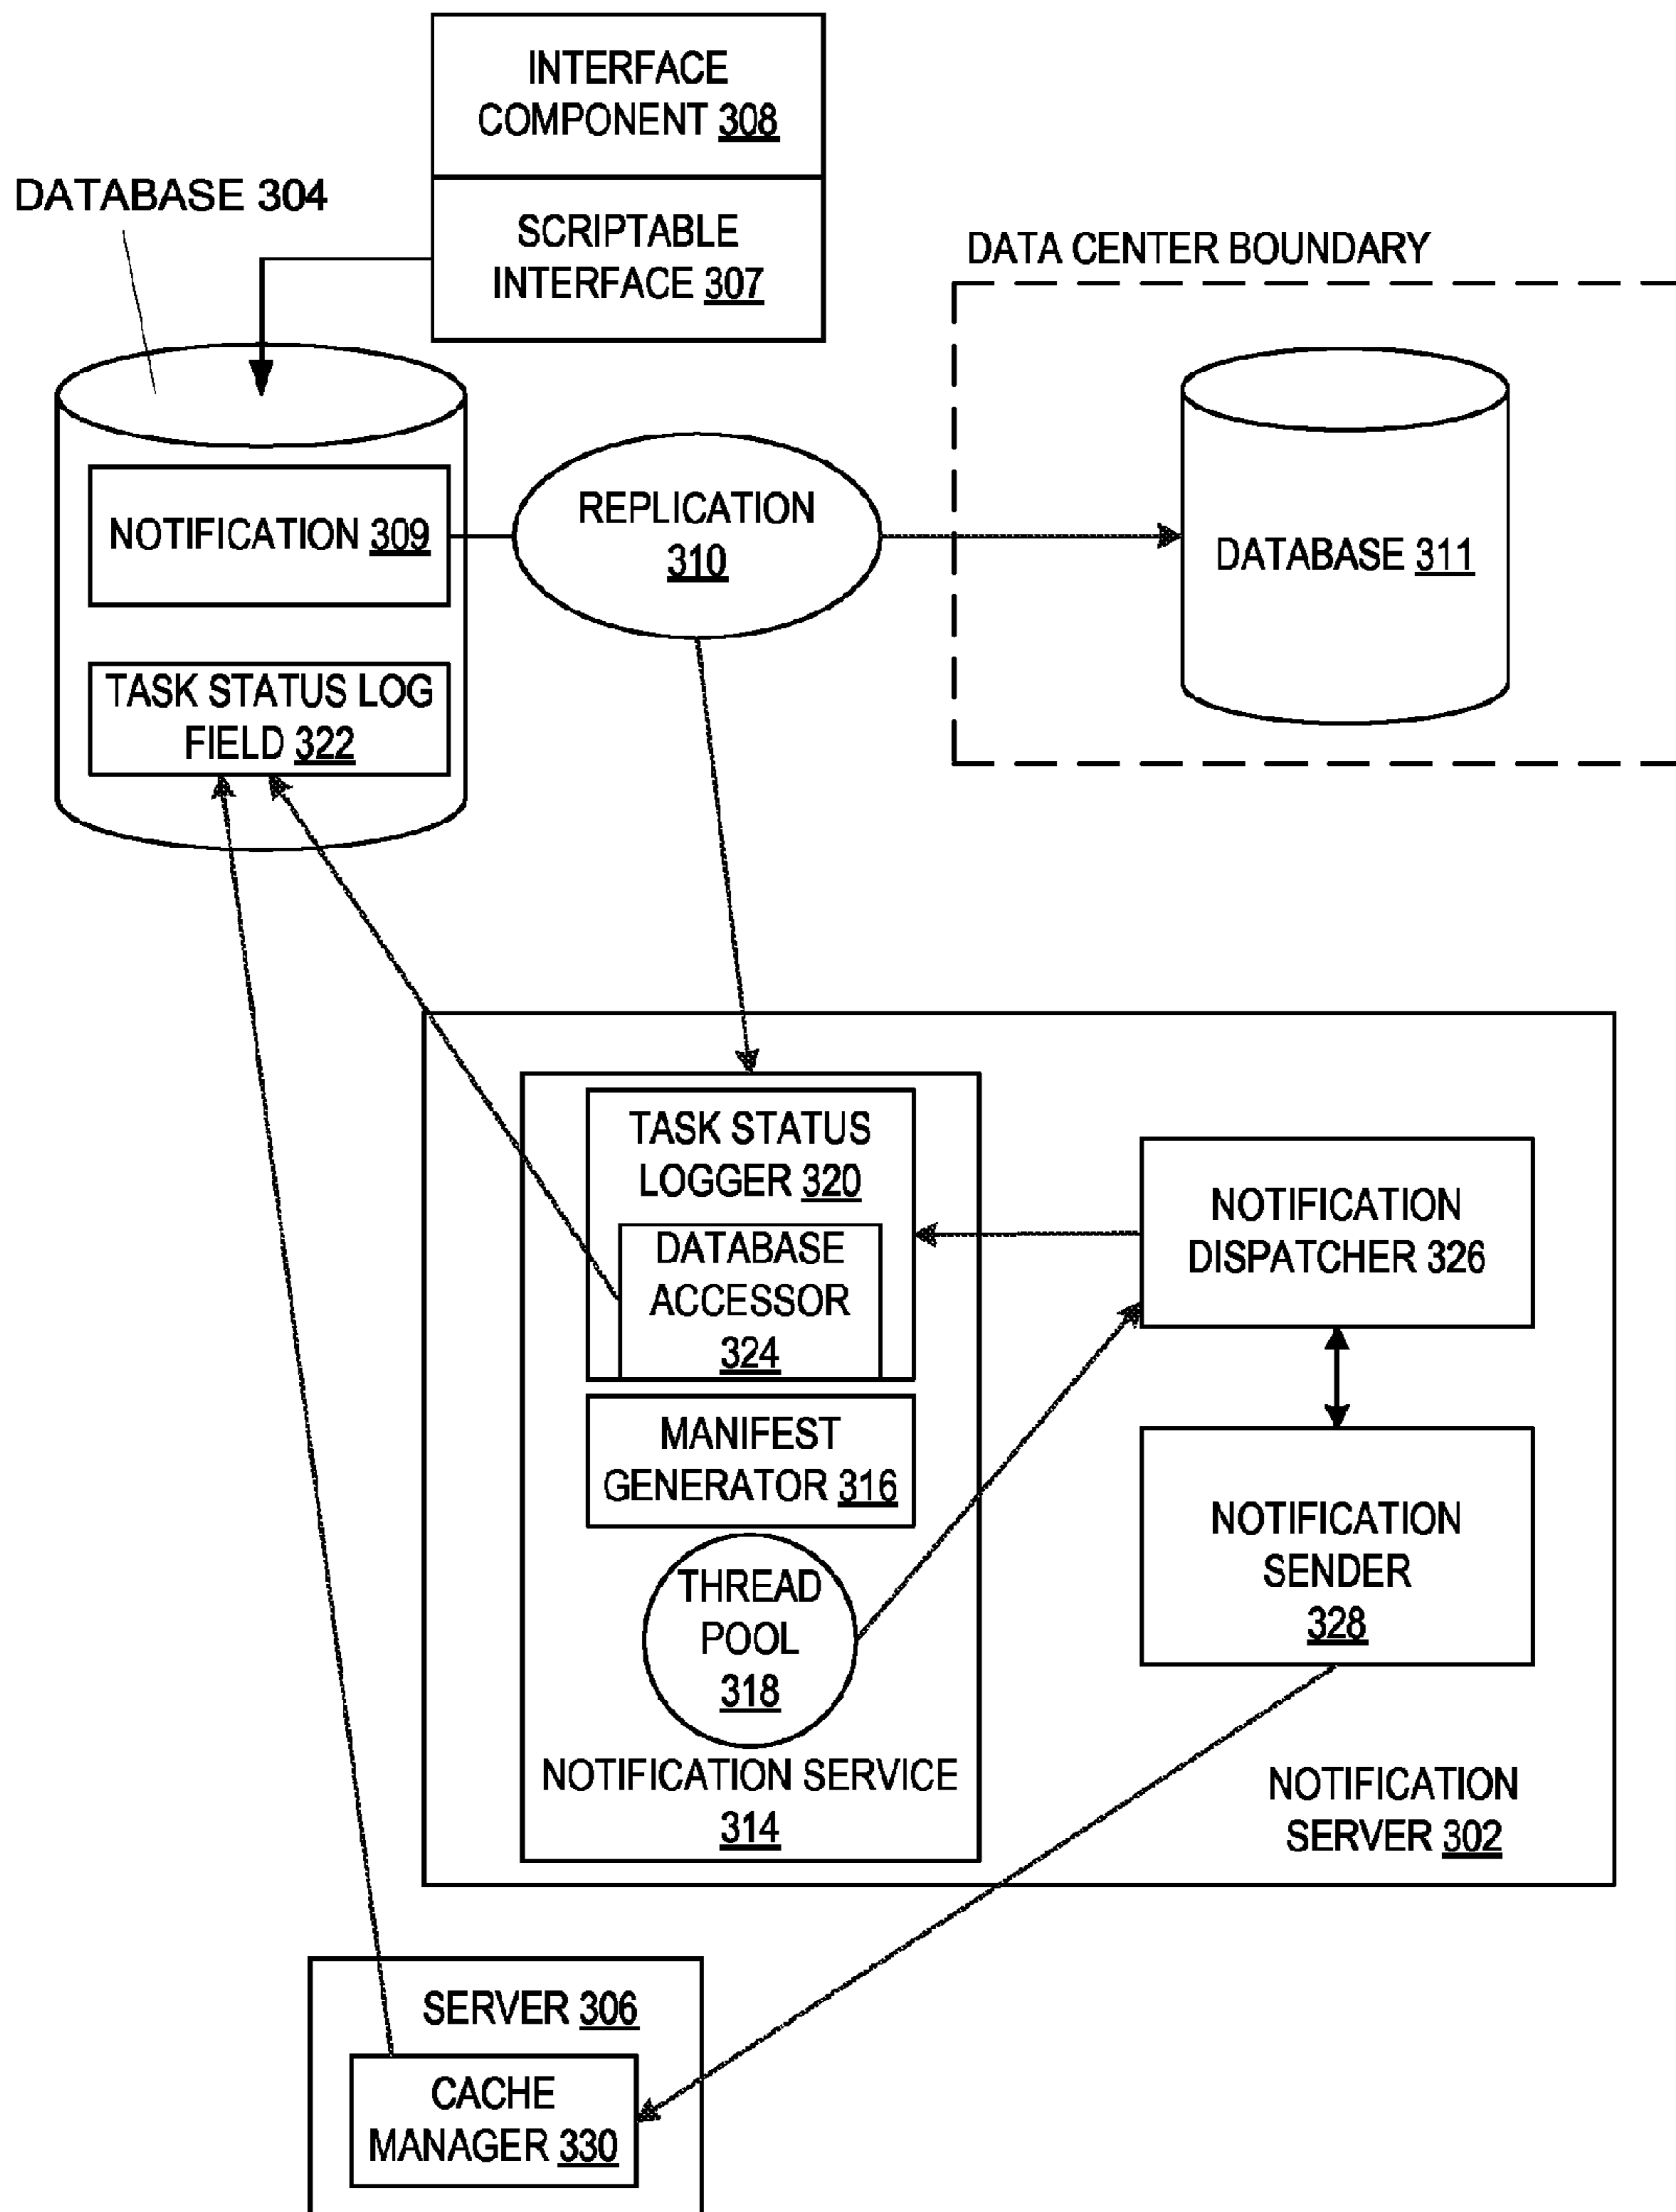 INTERFACE
COMPONENT 308
SCRIPTABLE
INTERFACE 307
DATABASE 304
DATA CENTER BOUNDARY
NOTIFICATION 309
REPLICATION
310
DATABASE 311
TASK STATUS LOG
FIELD 322
TASK STATUS
LOGGER 320
DATABASE
ACCESSOR
324
MANIFEST
GENERATOR 316
THREAD
POOL
318
NOTIFICATION SERVICE
314
NOTIFICATION
DISPATCHER 326
NOTIFICATION
SENDER
328
NOTIFICATION
SERVER 302
SERVER 306
CACHE
MANAGER 330